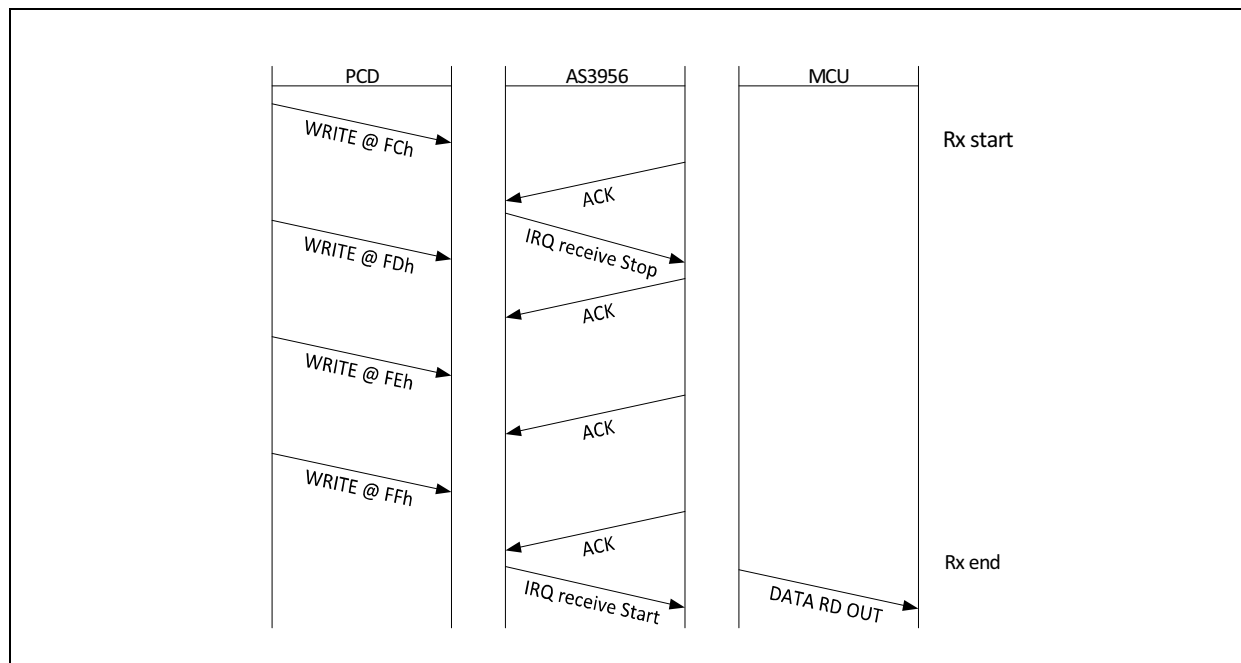 PCD AS3956 MCU
WRITE @ FCh
Rx start
ACK
WRITE @ FDh
IRQ receive Stop
ACK
WRITE @ FEh
ACK
WRITE @ FFh
ACK
Rx end
IRQ receive Start
DATA RD OUT